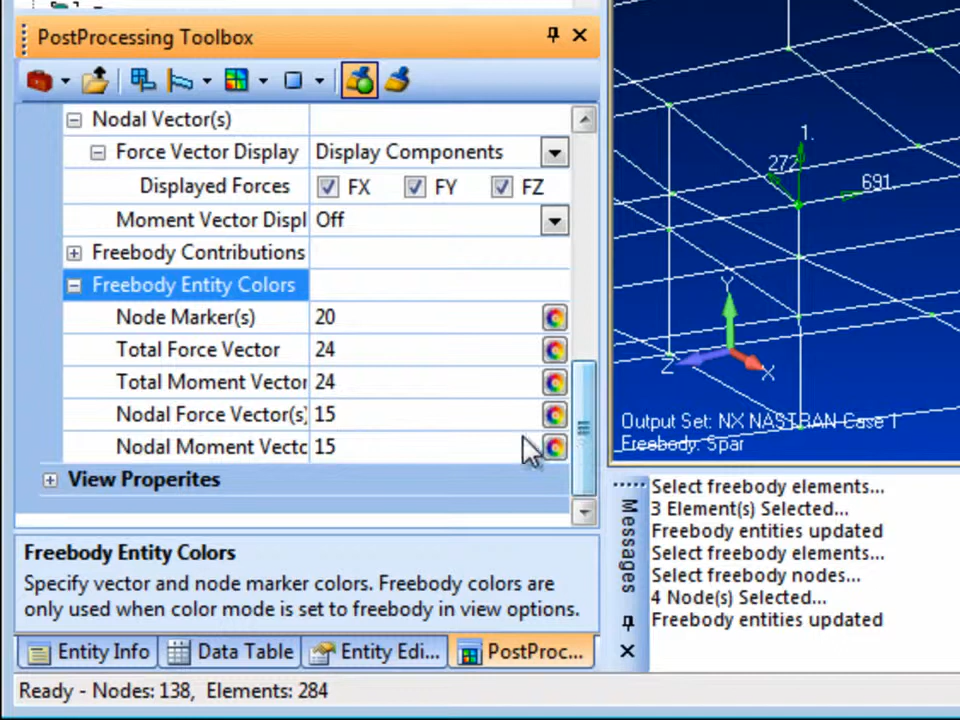 PostProcessing Toolbox
Nodal Vector(s)
Force Vector Display Display Components
Displayed Forces FX FY FZ
Moment Vector Displ Off
Freebody Contributions
Freebody Entity Colors
Node Marker(s) 20
Total Force Vector 24
Total Moment Vector 24
Nodal Force Vector(s) 15
Nodal Moment Vectc 15
View Properites
Freebody Entity Colors
Specify vector and node marker colors. Freebody colors are
only used when color mode is set to freebody in view options.
Entity Info Data Table Entity Edi... PostProc...
Ready - Nodes: 138, Elements: 284
1.
272
691
Y
Z
X
Output Set: NX NASTRAN Case 1
Freebody: Spar
Messages
Select freebody elements...
3 Element(s) Selected...
Freebody entities updated
Select freebody elements...
Select freebody nodes...
4 Node(s) Selected...
Freebody entities updated